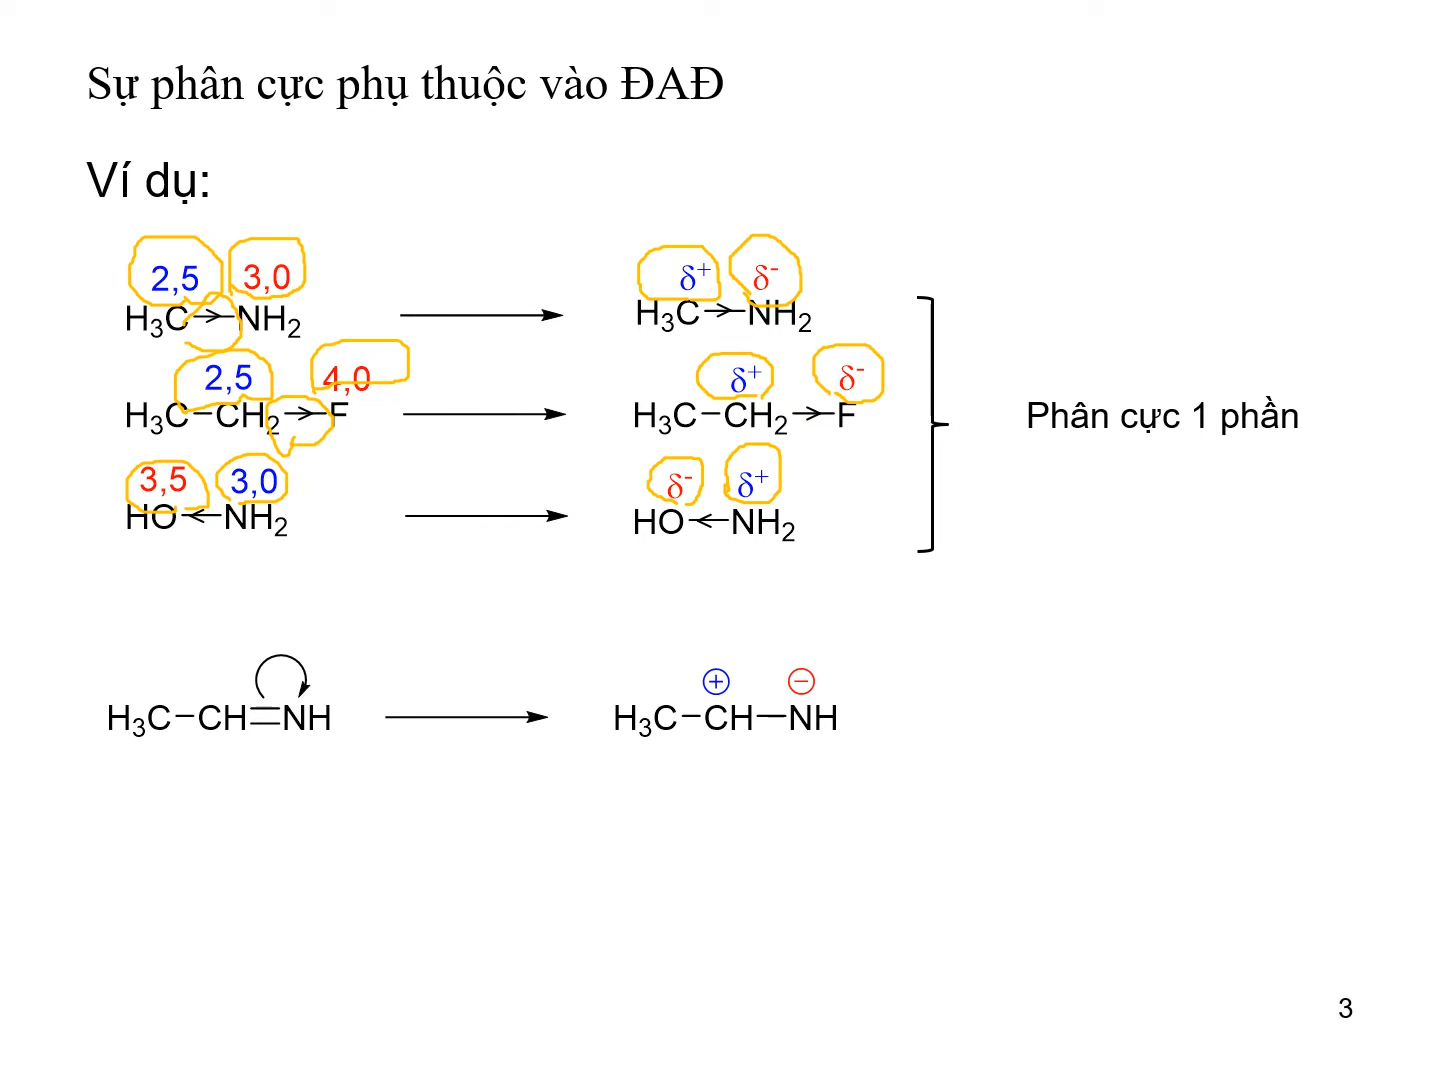 Sự phân cực phụ thuộc vào ĐAĐ
Ví dụ:
2,5 3,0 δ+ δ-
H3C NH2 H3C NH2
2,5 4,0 δ+ δ-
H3C-CH2 F H3C-CH2 F
Phân cực 1 phần
3,5 3,0 δ- δ+
HO NH2 HO NH2
+ −
H3C-CH=NH H3C-CH-NH
3